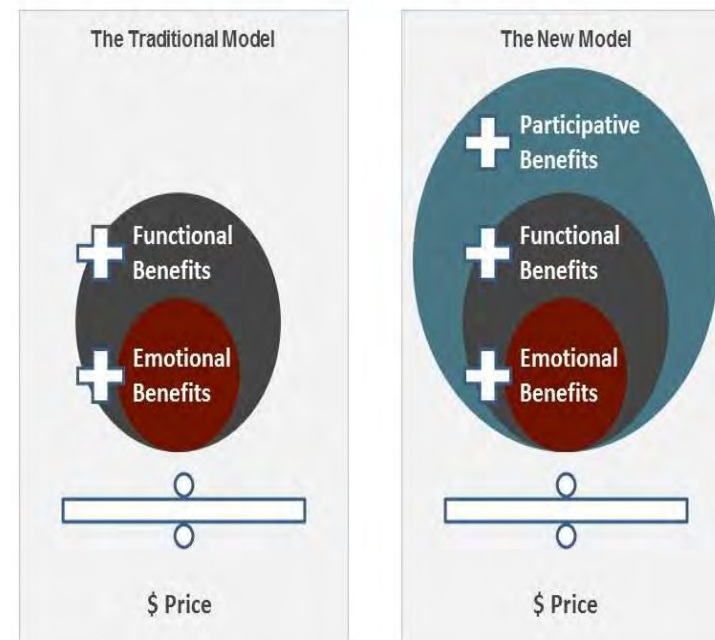 The Traditional Model
Functional
Benefits
Emotional
Benefits
$ Price
The New Model
Participative
Benefits
Functional
Benefits
Emotional
Benefits
$ Price